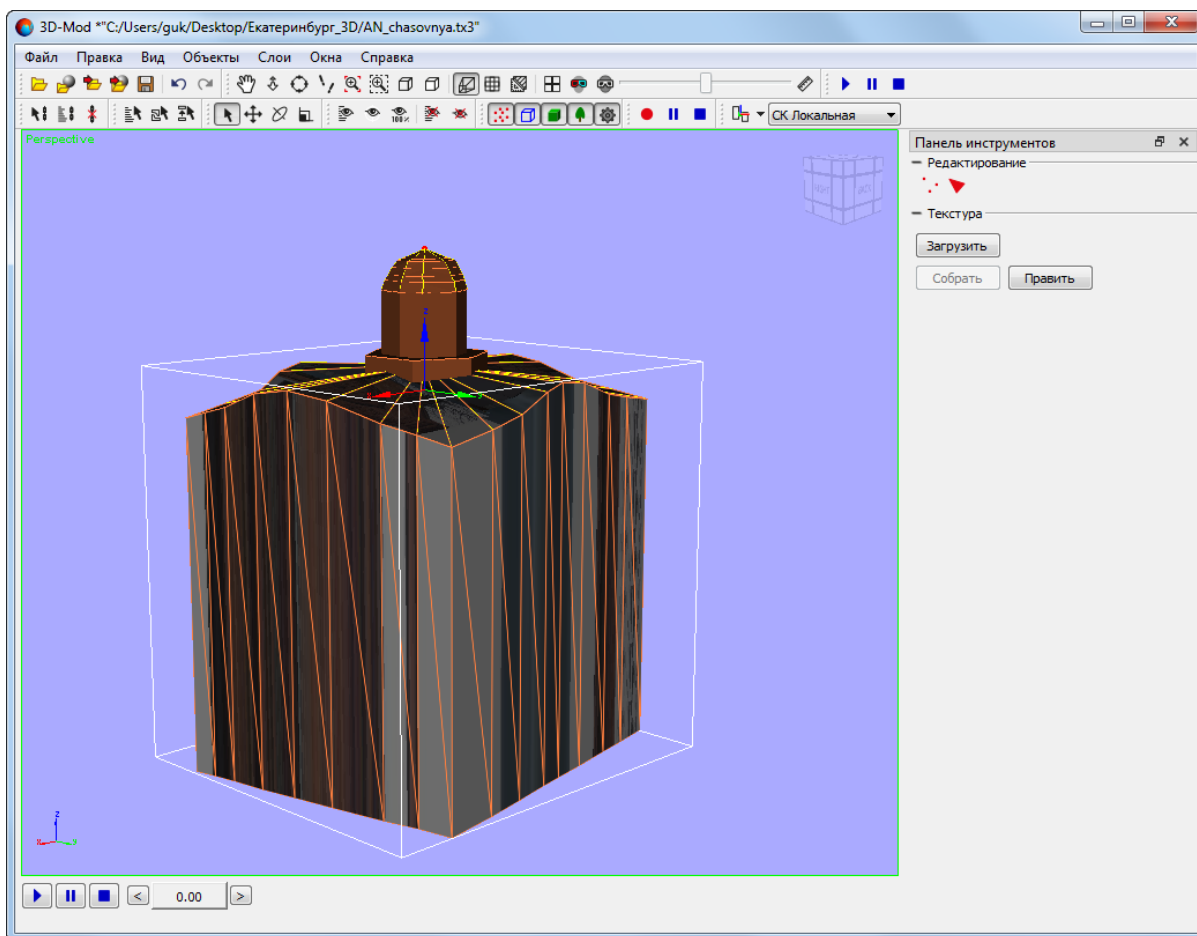 3D-Mod *"C:/Users/guk/Desktop/Екатеринбург_3D/AN_chasovnya.tx3"
Файл Правка Вид Объекты Слои Окна Справка
100%
СК Локальная
Perspective
Панель инструментов
Редактирование
Текстура
Загрузить
Собрать Править
z
x y
z
x y
< 0.00 >